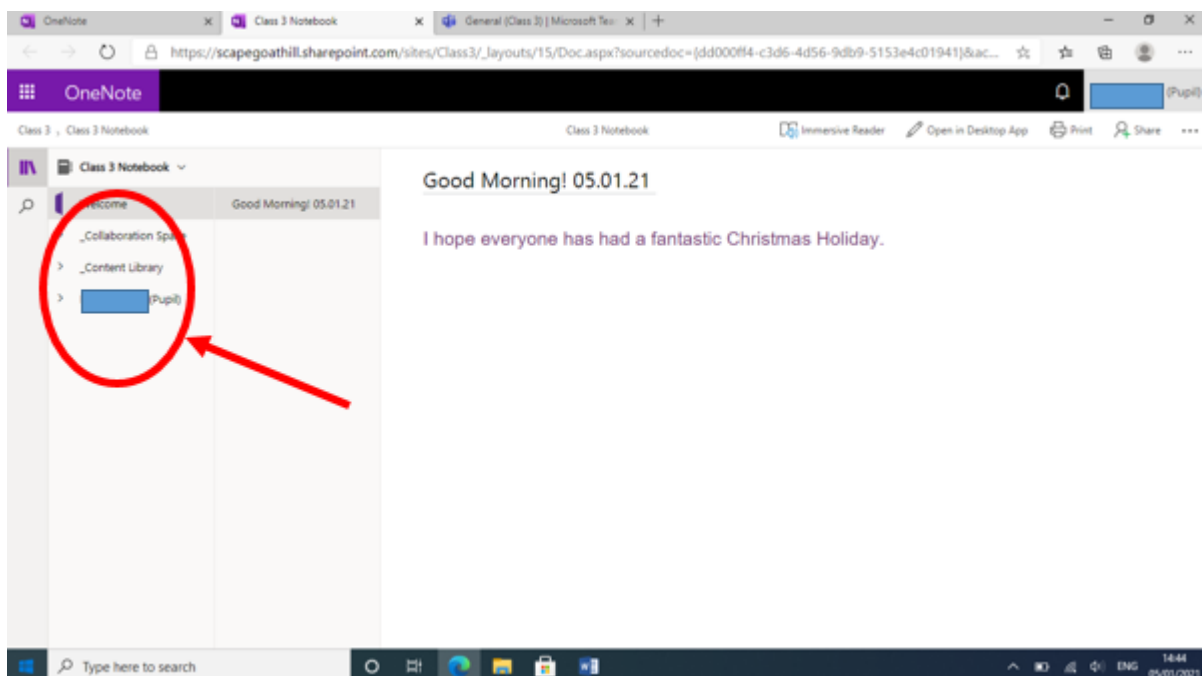 OneNote
Class 3 Notebook
General (Class 3) | Microsoft Tea
https://scapegoathill.sharepoint.com/sites/Class3/_layouts/15/Doc.aspx?sourcedoc={dd000ff4-c3d6-4d56-9db9-5153e4c01941}&ac...
OneNote
(Pupil)
Class 3 , Class 3 Notebook
Class 3 Notebook
Immersive Reader
Open in Desktop App
Print
Share
Class 3 Notebook
Good Morning! 05.01.21
Good Morning! 05.01.21
_Collaboration
I hope everyone has had a fantastic Christmas Holiday.
_Content Library
(Pupil)
Type here to search
ENG
14:44
05/01/2021